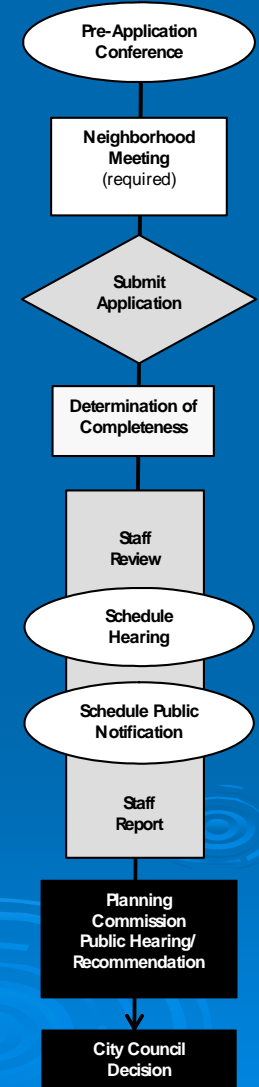 Pre-Application
Conference
Neighborhood
Meeting
(required)
Submit
Application
Determination of
Completeness
Staff
Review
Schedule
Hearing
Schedule Public
Notification
Staff
Report
Planning
Commission
Public Hearing/
Recommendation
City Council
Decision